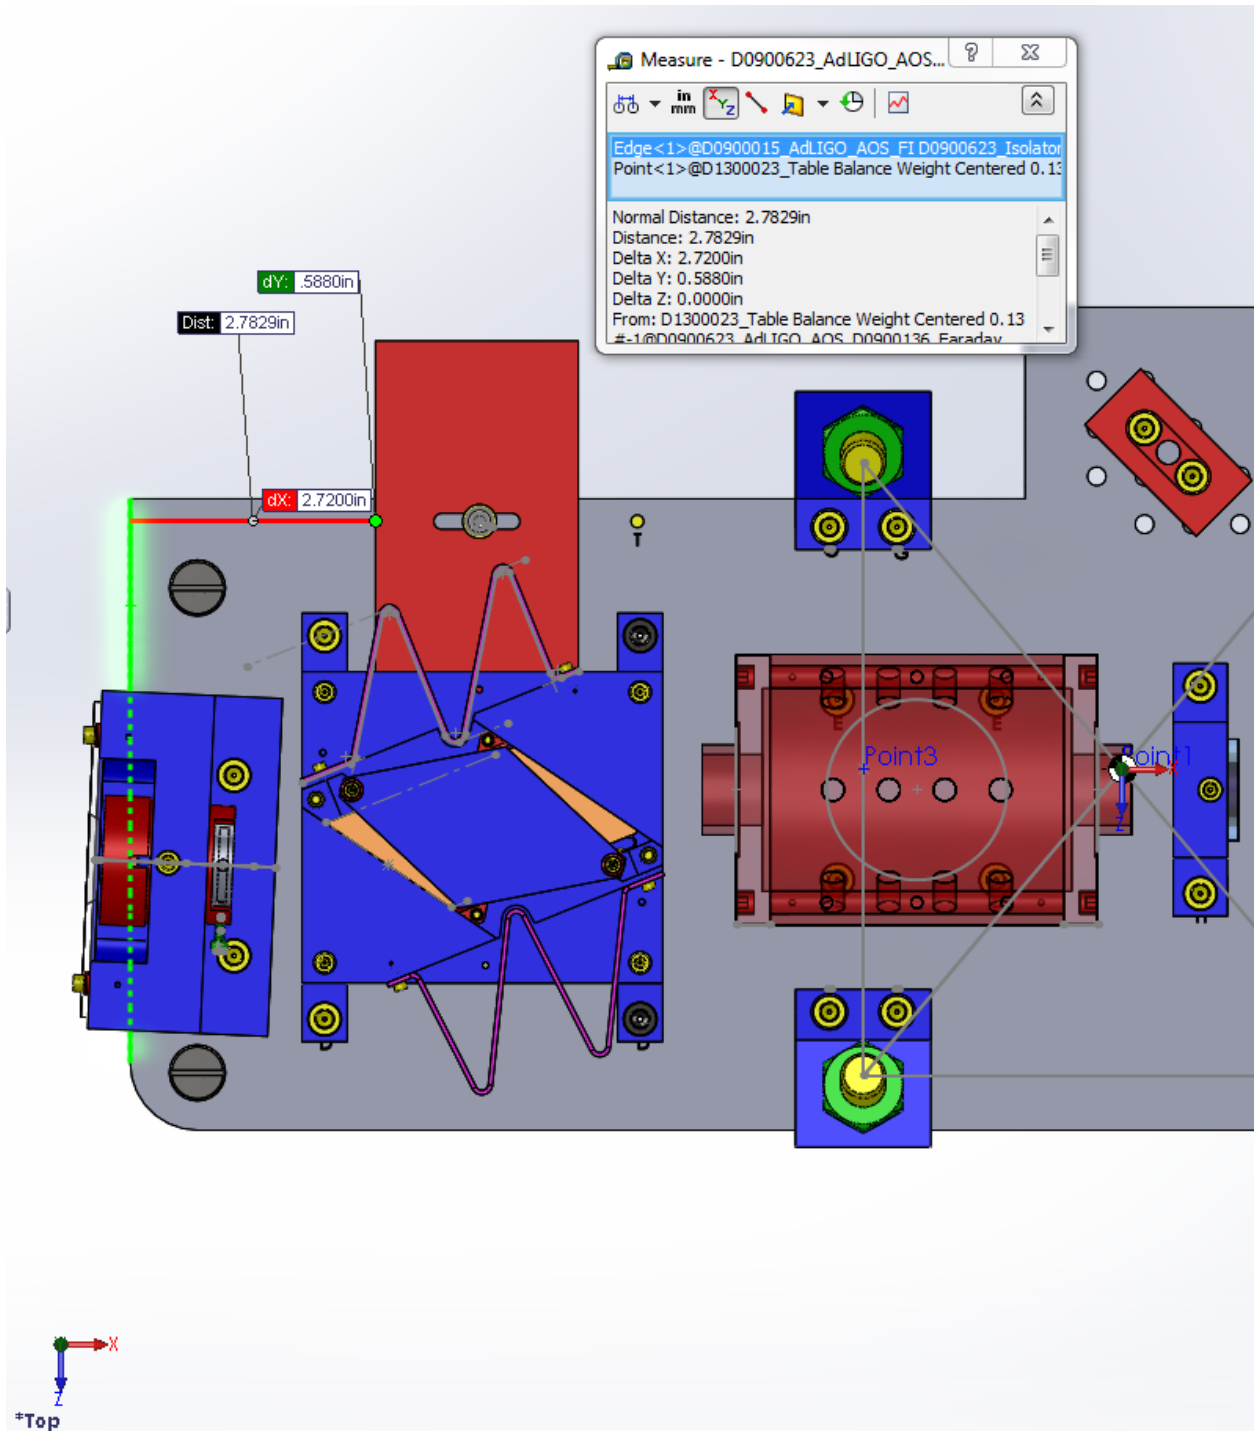 Measure - D0900623_AdLIGO_AOS...
in
mm
X Y Z
Edge<1>@D0900015_AdLIGO_AOS_FI D0900623_Isolator
Point<1>@D1300023_Table Balance Weight Centered 0.13
Normal Distance: 2.7829in
Distance: 2.7829in
Delta X: 2.7200in
Delta Y: 0.5880in
Delta Z: 0.0000in
From: D1300023_Table Balance Weight Centered 0.13
#-1@D0900623_AdLIGO_AOS_D0900136_Faraday
dY: .5880in
Dist: 2.7829in
dX: 2.7200in
T
G
E
E
Point3
Point1
Z
H
D
D
X
Z
*Top